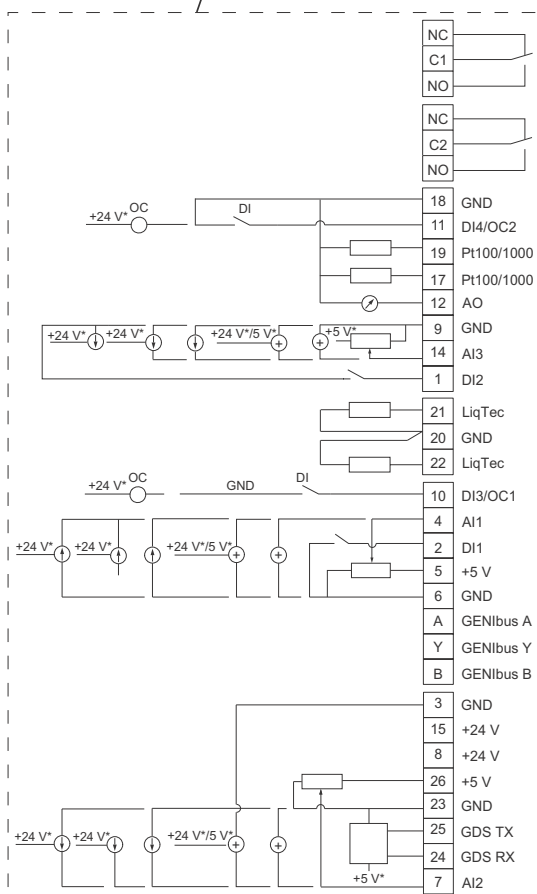 NC
C1
NO
NC
C2
NO
18 GND
+24 V* OC DI 11 DI4/OC2
19 Pt100/1000
17 Pt100/1000
12 AO
9 GND
+24 V* +24 V* +24 V*/5 V* + + +5 V* 14 AI3
1 DI2
21 LiqTec
20 GND
22 LiqTec
+24 V* OC GND DI 10 DI3/OC1
4 AI1
+24 V* +24 V* +24 V*/5 V* + + 2 DI1
5 +5 V
6 GND
A GENIbus A
Y GENIbus Y
B GENIbus B
3 GND
15 +24 V
8 +24 V
26 +5 V
23 GND
+24 V* +24 V* +24 V*/5 V* + + 25 GDS TX
24 GDS RX
+5 V* 7 AI2